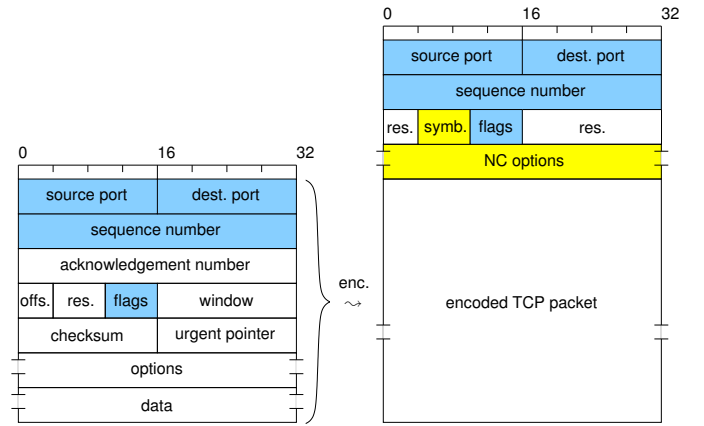 0 16 32
source port dest. port
sequence number
res. symb. flags res.
NC options
encoded TCP packet
0 16 32
source port dest. port
sequence number
acknowledgement number
offs. res. flags window
checksum urgent pointer
options
data
enc.
⤳